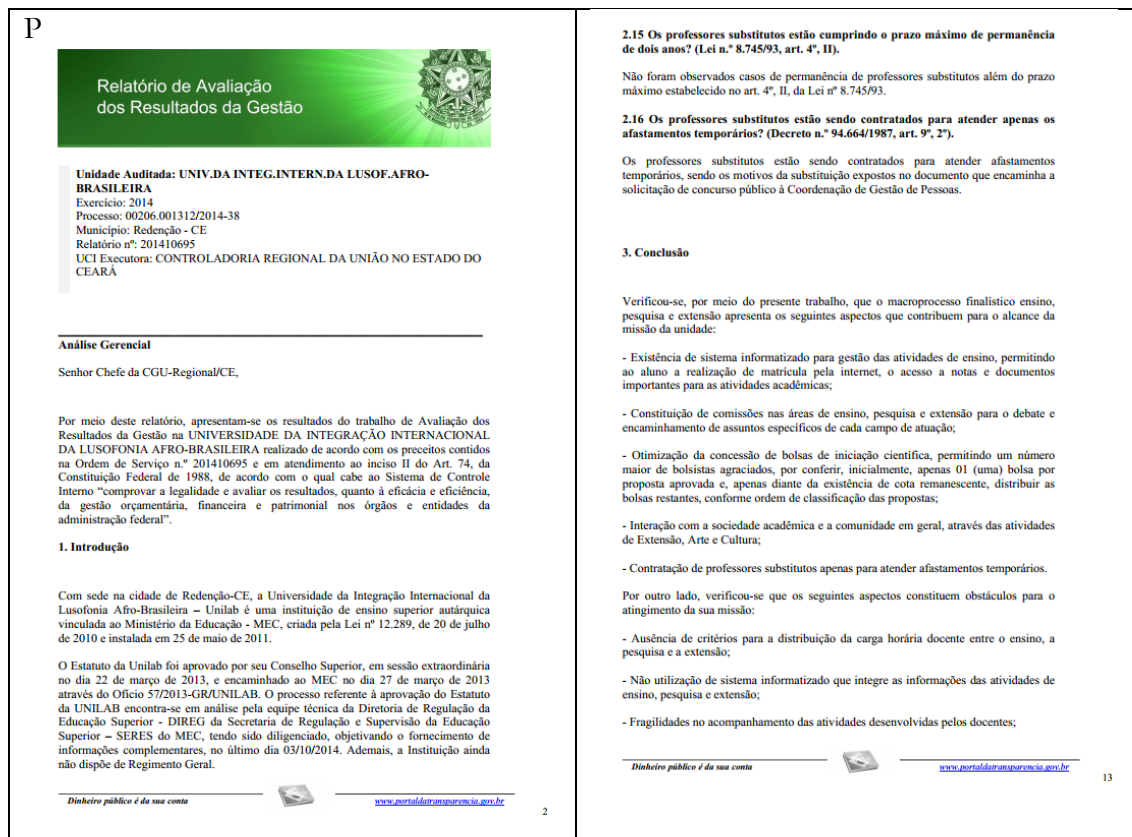 P
Relatório de Avaliação
dos Resultados da Gestão
Unidade Auditada: UNIV.DA INTEG.INTERN.DA LUSOF.AFRO-
BRASILEIRA
Exercício: 2014
Processo: 00206.001312/2014-38
Município: Redenção - CE
Relatório nº: 201410695
UCI Executora: CONTROLADORIA REGIONAL DA UNIÃO NO ESTADO DO
CEARÁ
Análise Gerencial
Senhor Chefe da CGU-Regional/CE,
Por meio deste relatório, apresentam-se os resultados do trabalho de Avaliação dos
Resultados da Gestão na UNIVERSIDADE DA INTEGRAÇÃO INTERNACIONAL
DA LUSOFONIA AFRO-BRASILEIRA realizado de acordo com os preceitos contidos
na Ordem de Serviço n.º 201410695 e em atendimento ao inciso II do Art. 74, da
Constituição Federal de 1988, de acordo com o qual cabe ao Sistema de Controle
Interno “comprovar a legalidade e avaliar os resultados, quanto à eficácia e eficiência,
da gestão orçamentária, financeira e patrimonial nos órgãos e entidades da
administração federal”.
1. Introdução
Com sede na cidade de Redenção-CE, a Universidade da Integração Internacional da
Lusofonia Afro-Brasileira – Unilab é uma instituição de ensino superior autárquica
vinculada ao Ministério da Educação - MEC, criada pela Lei nº 12.289, de 20 de julho
de 2010 e instalada em 25 de maio de 2011.
O Estatuto da Unilab foi aprovado por seu Conselho Superior, em sessão extraordinária
no dia 22 de março de 2013, e encaminhado ao MEC no dia 27 de março de 2013
através do Ofício 57/2013-GR/UNILAB. O processo referente à aprovação do Estatuto
da UNILAB encontra-se em análise pela equipe técnica da Diretoria de Regulação da
Educação Superior - DIREG da Secretaria de Regulação e Supervisão da Educação
Superior – SERES do MEC, tendo sido diligenciado, objetivando o fornecimento de
informações complementares, no último dia 03/10/2014. Ademais, a Instituição ainda
não dispõe de Regimento Geral.
Dinheiro público é da sua conta
www.portaldatransparencia.gov.br
2
2.15 Os professores substitutos estão cumprindo o prazo máximo de permanência
de dois anos? (Lei n.º 8.745/93, art. 4º, II).
Não foram observados casos de permanência de professores substitutos além do prazo
máximo estabelecido no art. 4º, II, da Lei nº 8.745/93.
2.16 Os professores substitutos estão sendo contratados para atender apenas os
afastamentos temporários? (Decreto n.º 94.664/1987, art. 9º, 2º).
Os professores substitutos estão sendo contratados para atender afastamentos
temporários, sendo os motivos da substituição expostos no documento que encaminha a
solicitação de concurso público à Coordenação de Gestão de Pessoas.
3. Conclusão
Verificou-se, por meio do presente trabalho, que o macroprocesso finalístico ensino,
pesquisa e extensão apresenta os seguintes aspectos que contribuem para o alcance da
missão da unidade:
- Existência de sistema informatizado para gestão das atividades de ensino, permitindo
ao aluno a realização de matrícula pela internet, o acesso a notas e documentos
importantes para as atividades acadêmicas;
- Constituição de comissões nas áreas de ensino, pesquisa e extensão para o debate e
encaminhamento de assuntos específicos de cada campo de atuação;
- Otimização da concessão de bolsas de iniciação científica, permitindo um número
maior de bolsistas agraciados, por conferir, inicialmente, apenas 01 (uma) bolsa por
proposta aprovada e, apenas diante da existência de cota remanescente, distribuir as
bolsas restantes, conforme ordem de classificação das propostas;
- Interação com a sociedade acadêmica e a comunidade em geral, através das atividades
de Extensão, Arte e Cultura;
- Contratação de professores substitutos apenas para atender afastamentos temporários.
Por outro lado, verificou-se que os seguintes aspectos constituem obstáculos para o
atingimento da sua missão:
- Ausência de critérios para a distribuição da carga horária docente entre o ensino, a
pesquisa e a extensão;
- Não utilização de sistema informatizado que integre as informações das atividades de
ensino, pesquisa e extensão;
- Fragilidades no acompanhamento das atividades desenvolvidas pelos docentes;
Dinheiro público é da sua conta
www.portaldatransparencia.gov.br
13